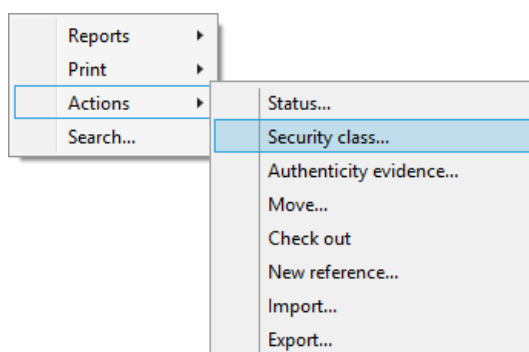 Reports
Print
Actions
Search...
Status...
Security class...
Authenticity evidence...
Move...
Check out
New reference...
Import...
Export...